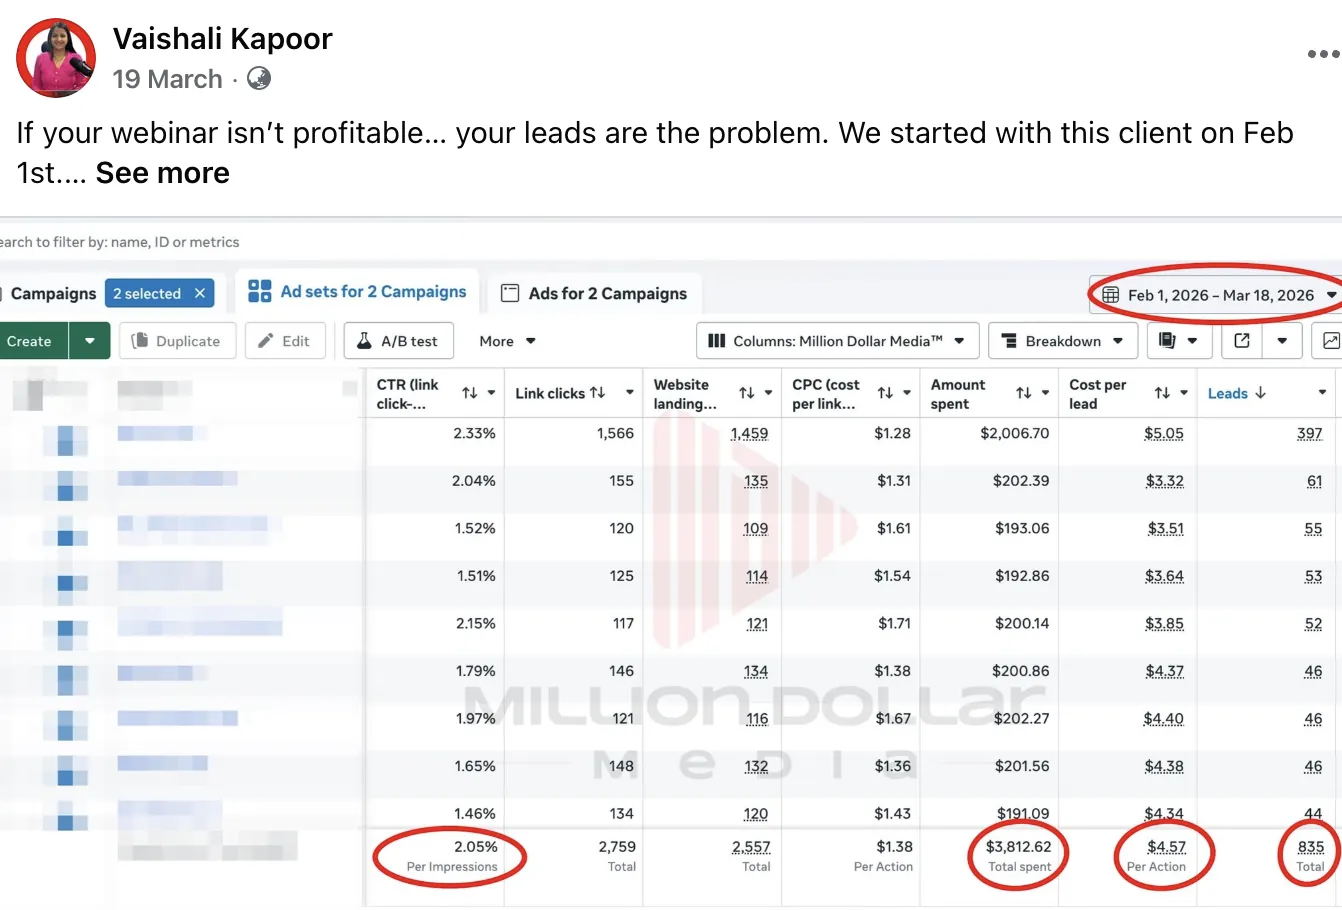 Vaishali Kapoor
19 March ·
If your webinar isn't profitable... your leads are the problem. We started with this client on Feb
1st.... See more
earch to filter by: name, ID or metrics
Campaigns 2 selected × Ad sets for 2 Campaigns Ads for 2 Campaigns Feb 1, 2026 – Mar 18, 2026
Create Duplicate Edit A/B test More Columns: Million Dollar Media™ Breakdown
CTR (link click-... Link clicks Website landing... CPC (cost per link... Amount spent Cost per lead Leads ↓
2.33% 1,566 1,459 $1.28 $2,006.70 $5.05 397
2.04% 155 135 $1.31 $202.39 $3.32 61
1.52% 120 109 $1.61 $193.06 $3.51 55
1.51% 125 114 $1.54 $192.86 $3.64 53
2.15% 117 121 $1.71 $200.14 $3.85 52
1.79% 146 134 $1.38 $200.86 $4.37 46
1.97% 121 116 $1.67 $202.27 $4.40 46
1.65% 148 132 $1.36 $201.56 $4.38 46
1.46% 134 120 $1.43 $191.09 $4.34 44
2.05% 2,759 2,557 $1.38 $3,812.62 $4.57 835
Per Impressions Total Total Per Action Total spent Per Action Total
MILLION DOLLAR
MEDIA